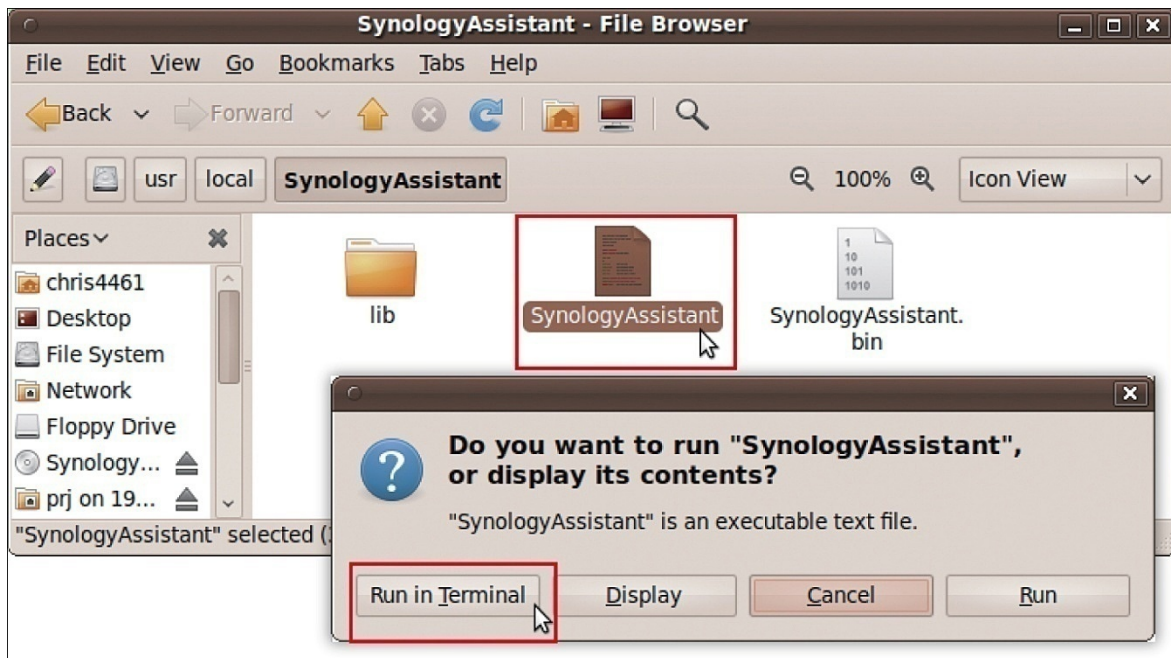 SynologyAssistant - File Browser
File Edit View Go Bookmarks Tabs Help
Back Forward
usr local SynologyAssistant 100% Icon View
Places
chris4461
Desktop
File System
Network
Floppy Drive
Synology...
prj on 19...
lib
SynologyAssistant
1
10
101
1010
SynologyAssistant.
bin
"SynologyAssistant" selected (
Do you want to run "SynologyAssistant",
or display its contents?
"SynologyAssistant" is an executable text file.
Run in Terminal Display Cancel Run